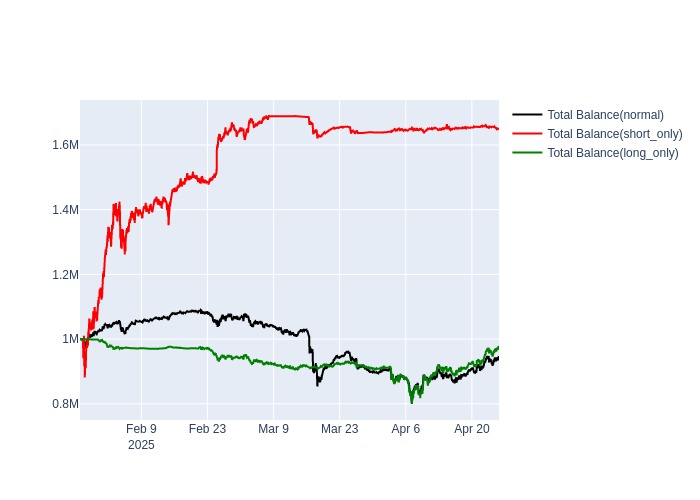 Total Balance(normal)
Total Balance(short_only)
Total Balance(long_only)
1.6M
1.4M
1.2M
1M
0.8M
Feb 9
2025
Feb 23
Mar 9
Mar 23
Apr 6
Apr 20